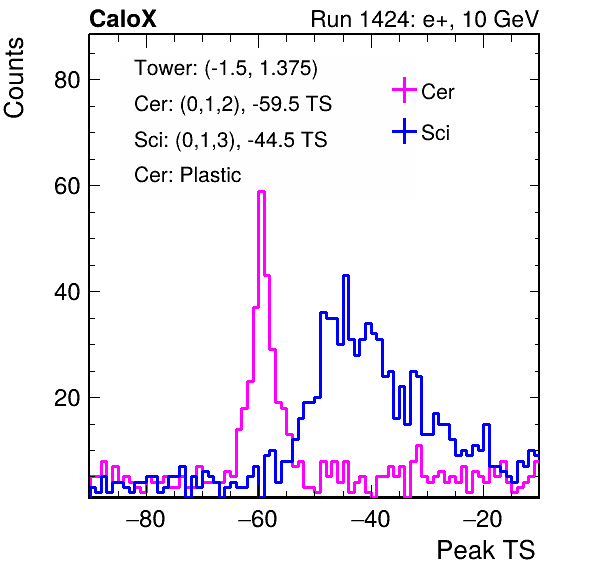 CaloX Run 1424: e+, 10 GeV
Counts
Tower: (-1.5, 1.375)
Cer: (0,1,2), -59.5 TS
Sci: (0,1,3), -44.5 TS
Cer: Plastic
Cer
Sci
80
60
40
20
−80 −60 −40 −20
Peak TS